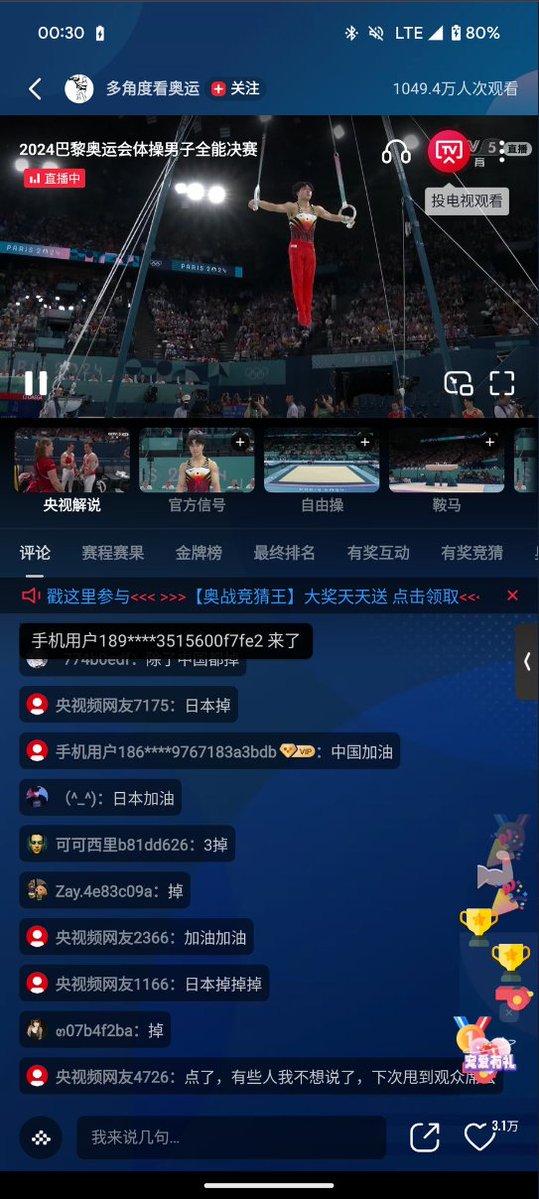 00:30
LTE
80%
多角度看奥运
关注
1049.4万人次观看
2024巴黎奥运会体操男子全能决赛
直播中
TV
5
直播
投电视观看
PARIS 2024
PARIS 2024
PARIS
央视解说
官方信号
自由操
鞍马
评论
赛程赛果
金牌榜
最终排名
有奖互动
有奖竞猜
戳这里参与<<< >>>【奥战竞猜王】大奖天天送 点击领取<<<
手机用户189****3515600f7fe2 来了
774b0edf：除了中国都掉
央视频网友7175：日本掉
手机用户186****9767183a3bdb VIP：中国加油
(^_^)：日本加油
可可西里b81dd626：3掉
Zay.4e83c09a：掉
央视频网友2366：加油加油
央视频网友1166：日本掉掉掉
ო07b4f2ba：掉
央视频网友4726：点了，有些人我不想说了，下次甩到观众席去
宠爱有礼
我来说几句...
3.1万